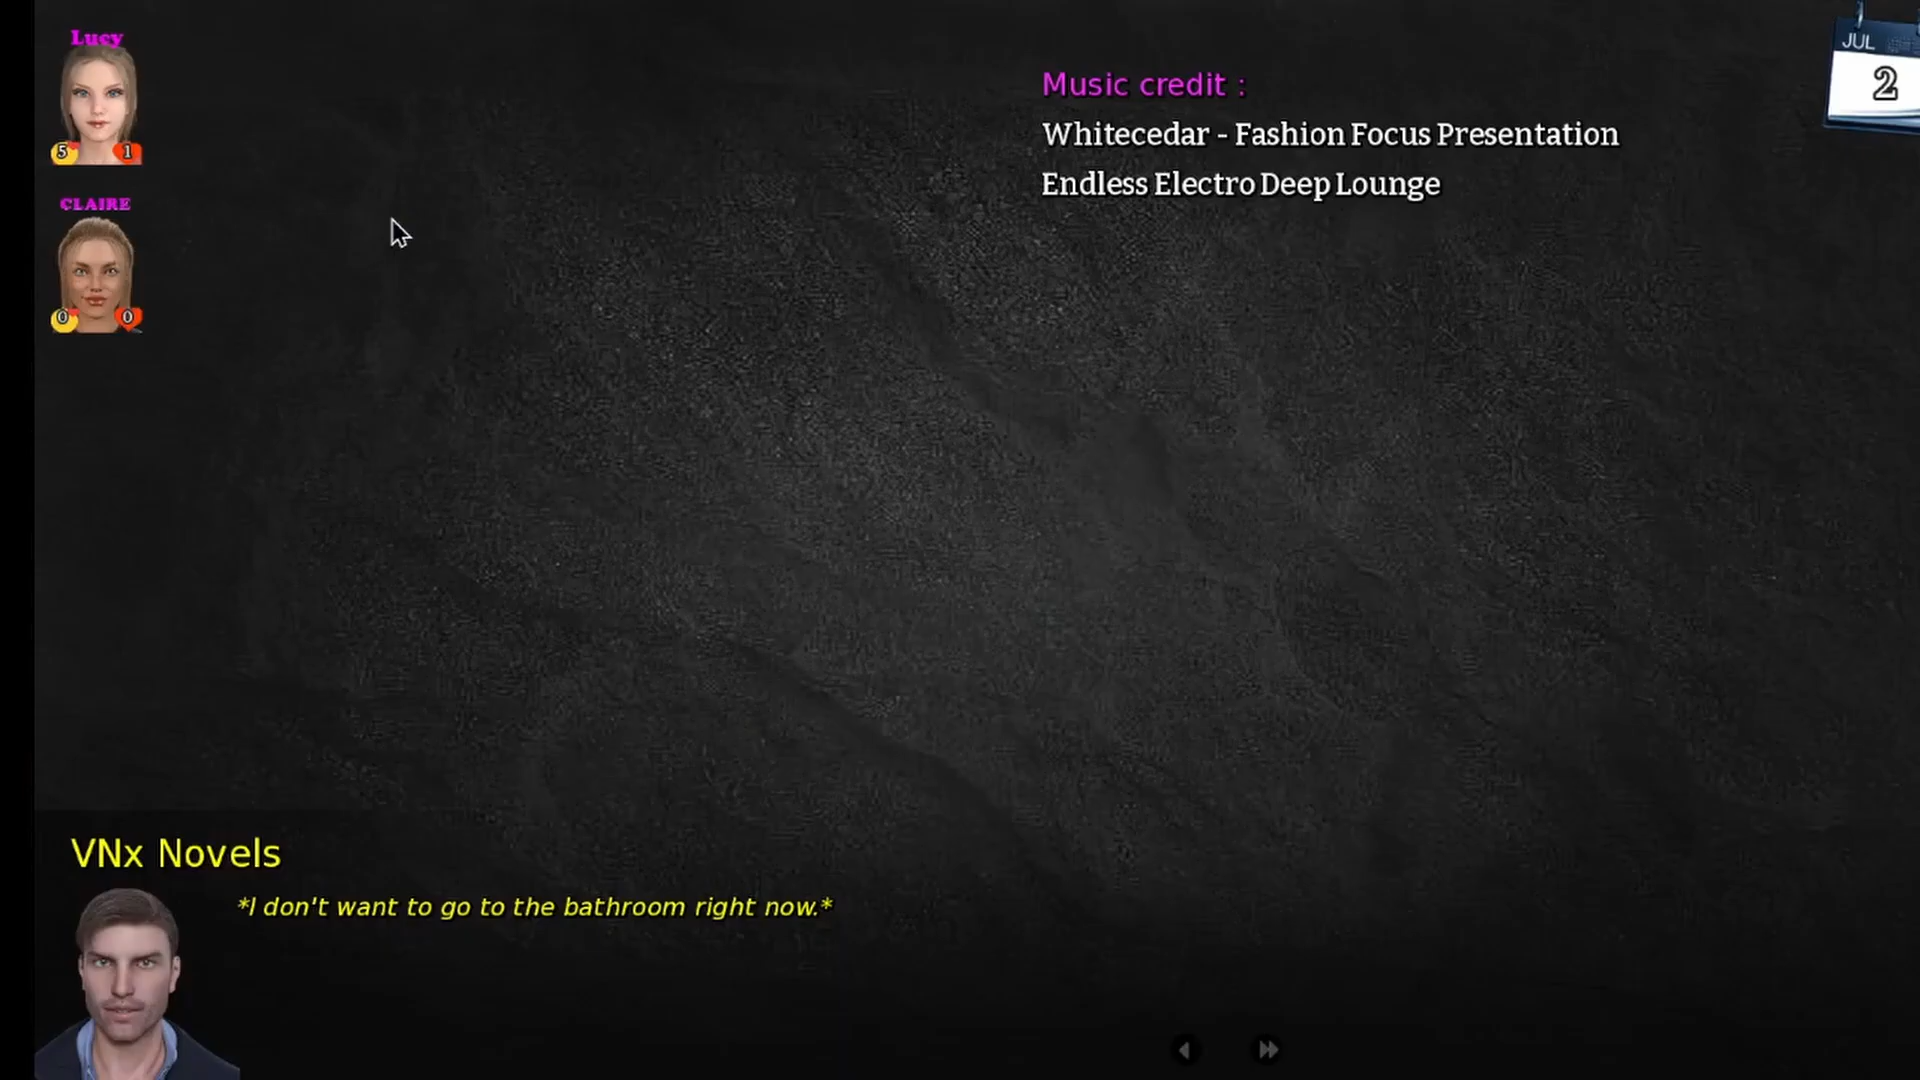 Lucy
5 1
CLAIRE
0 0
Music credit :
Whitecedar - Fashion Focus Presentation
Endless Electro Deep Lounge
JUL
2
VNx Novels
*I don't want to go to the bathroom right now.*